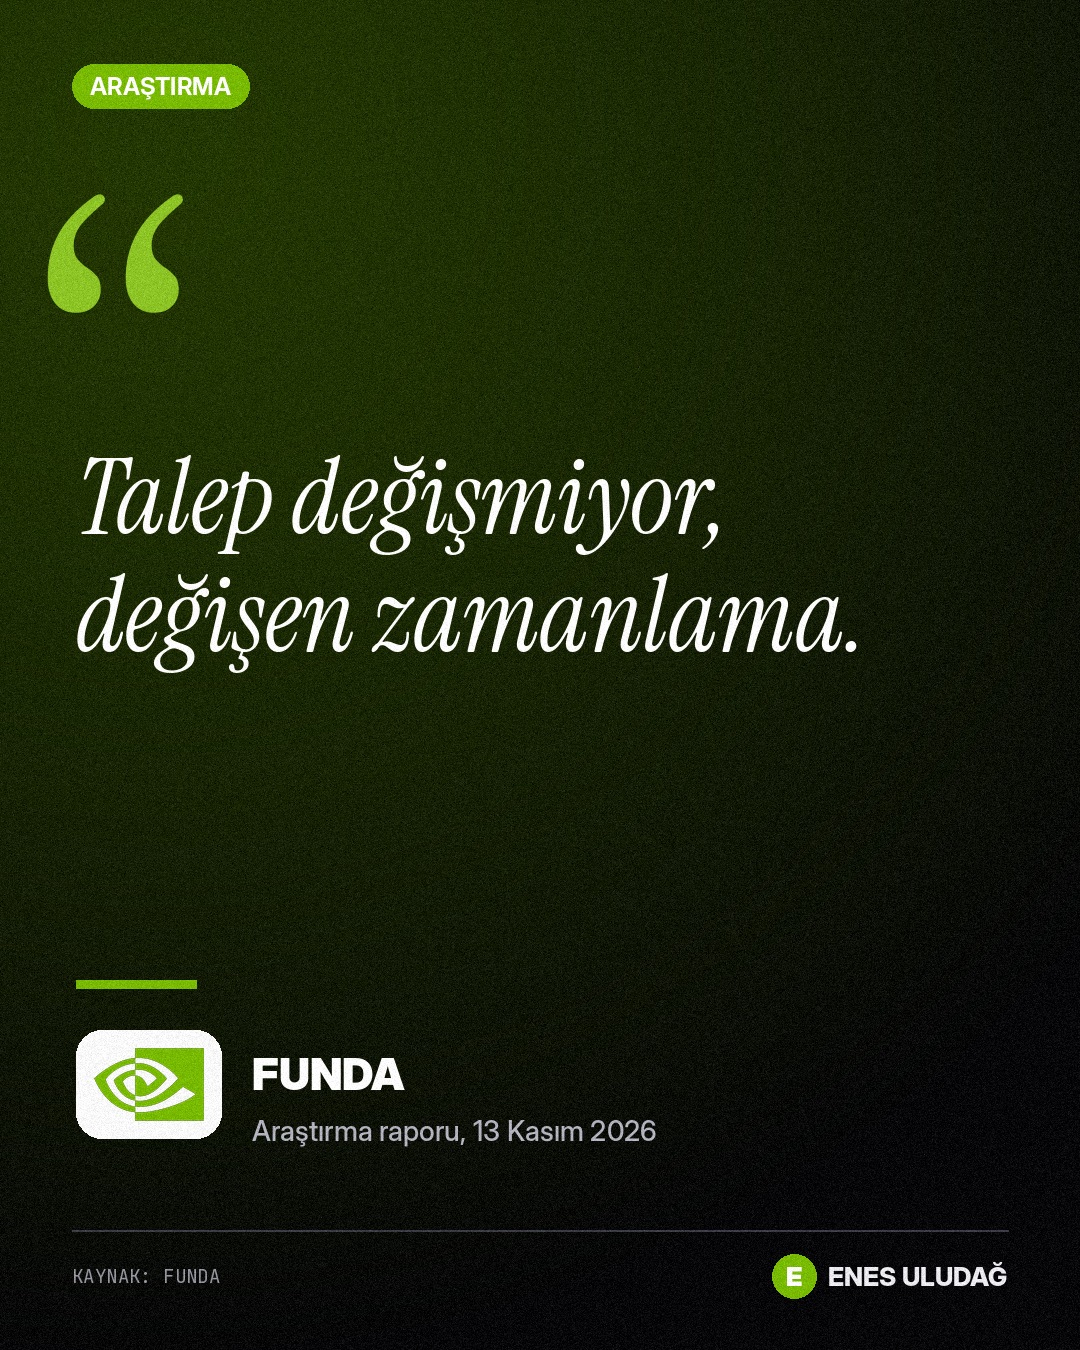 ARAŞTIRMA
“
Talep değişmiyor,
değişen zamanlama.
FUNDA
Araştırma raporu, 13 Kasım 2026
KAYNAK: FUNDA
E ENES ULUDAĞ